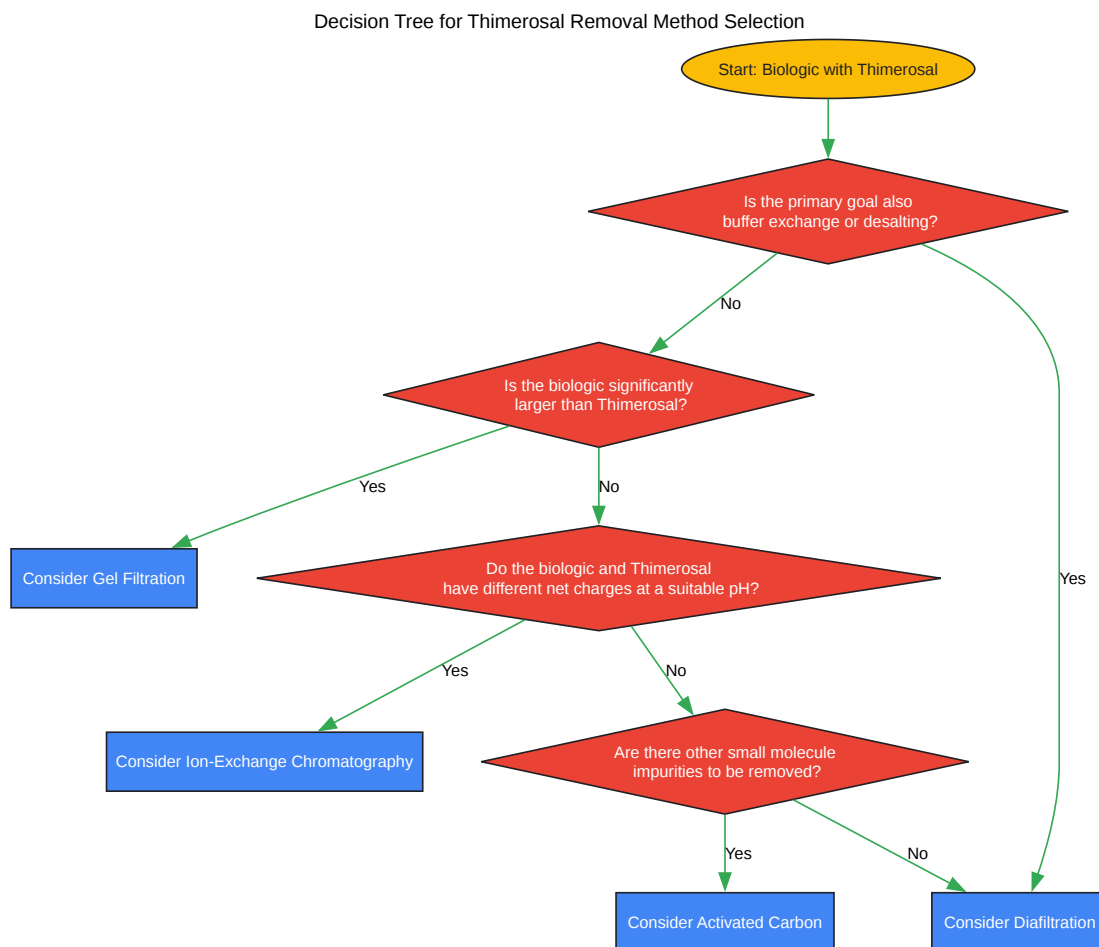 Decision Tree for Thimerosal Removal Method Selection
Start: Biologic with Thimerosal
Is the primary goal also
buffer exchange or desalting?
No
Is the biologic significantly
larger than Thimerosal?
Yes
No
Consider Gel Filtration
Do the biologic and Thimerosal
have different net charges at a suitable pH?
Yes
Yes
No
Consider Ion-Exchange Chromatography
Are there other small molecule
impurities to be removed?
Yes
No
Consider Activated Carbon
Consider Diafiltration